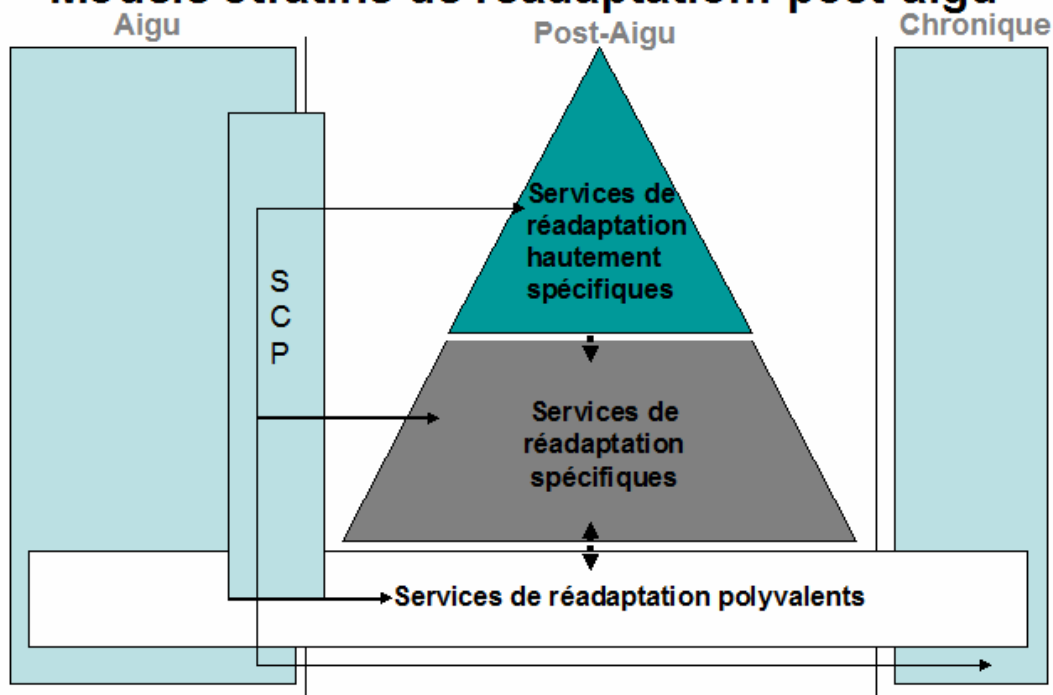 Modèle stratifié de réadaptation: post-aigu
Aigu
Post-Aigu
Chronique
Services de
réadaptation
hautement
spécifiques
S
C
P
Services de
réadaptation
spécifiques
Services de réadaptation polyvalents